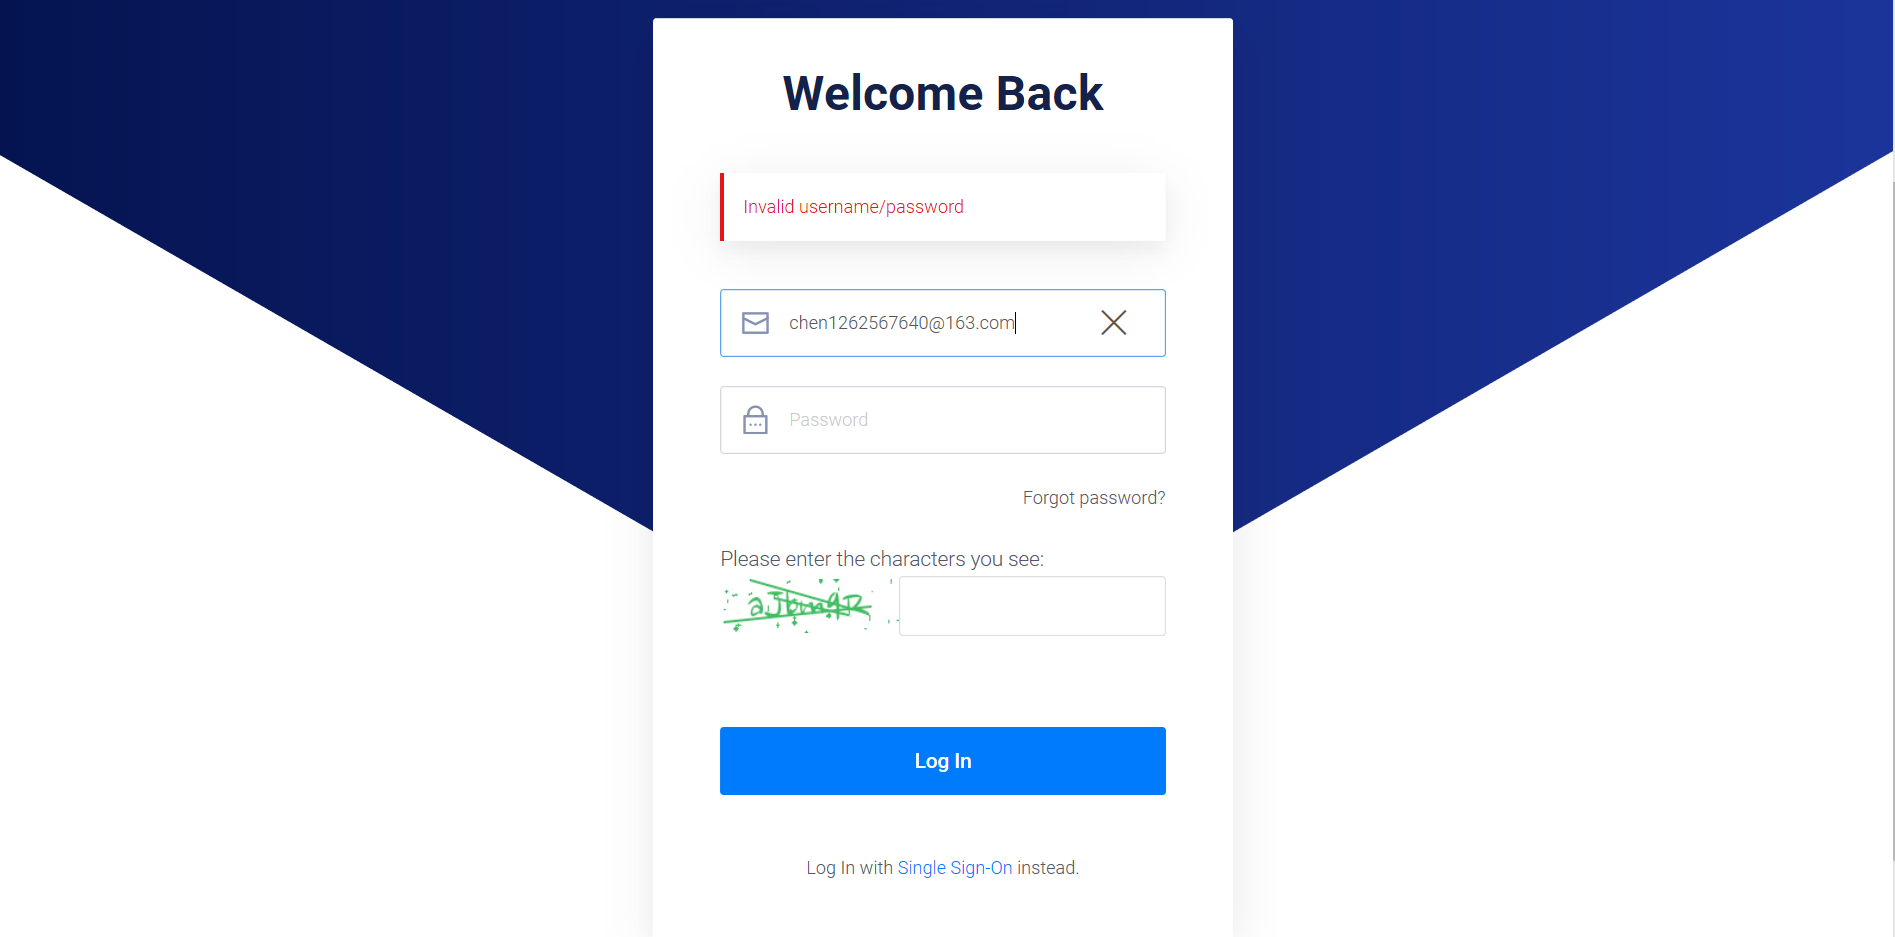 Welcome Back
Invalid username/password
chen1262567640@163.com
Password
Forgot password?
Please enter the characters you see:
Log In
Log In with Single Sign-On instead.